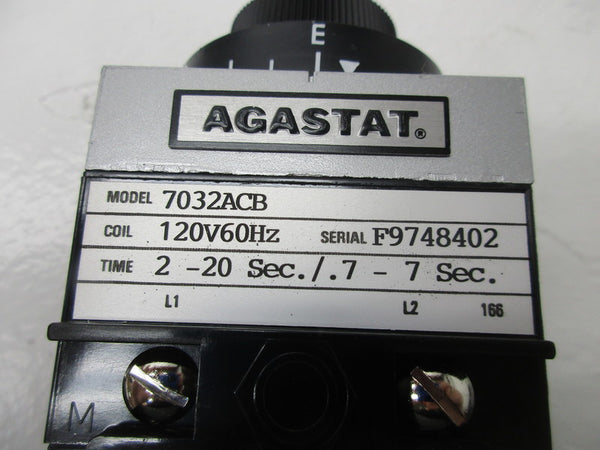 E
AGASTAT®
MODEL 7032ACB
COIL 120V60Hz SERIAL F9748402
TIME 2 -20 Sec./.7 - 7 Sec.
L1 L2 166
M